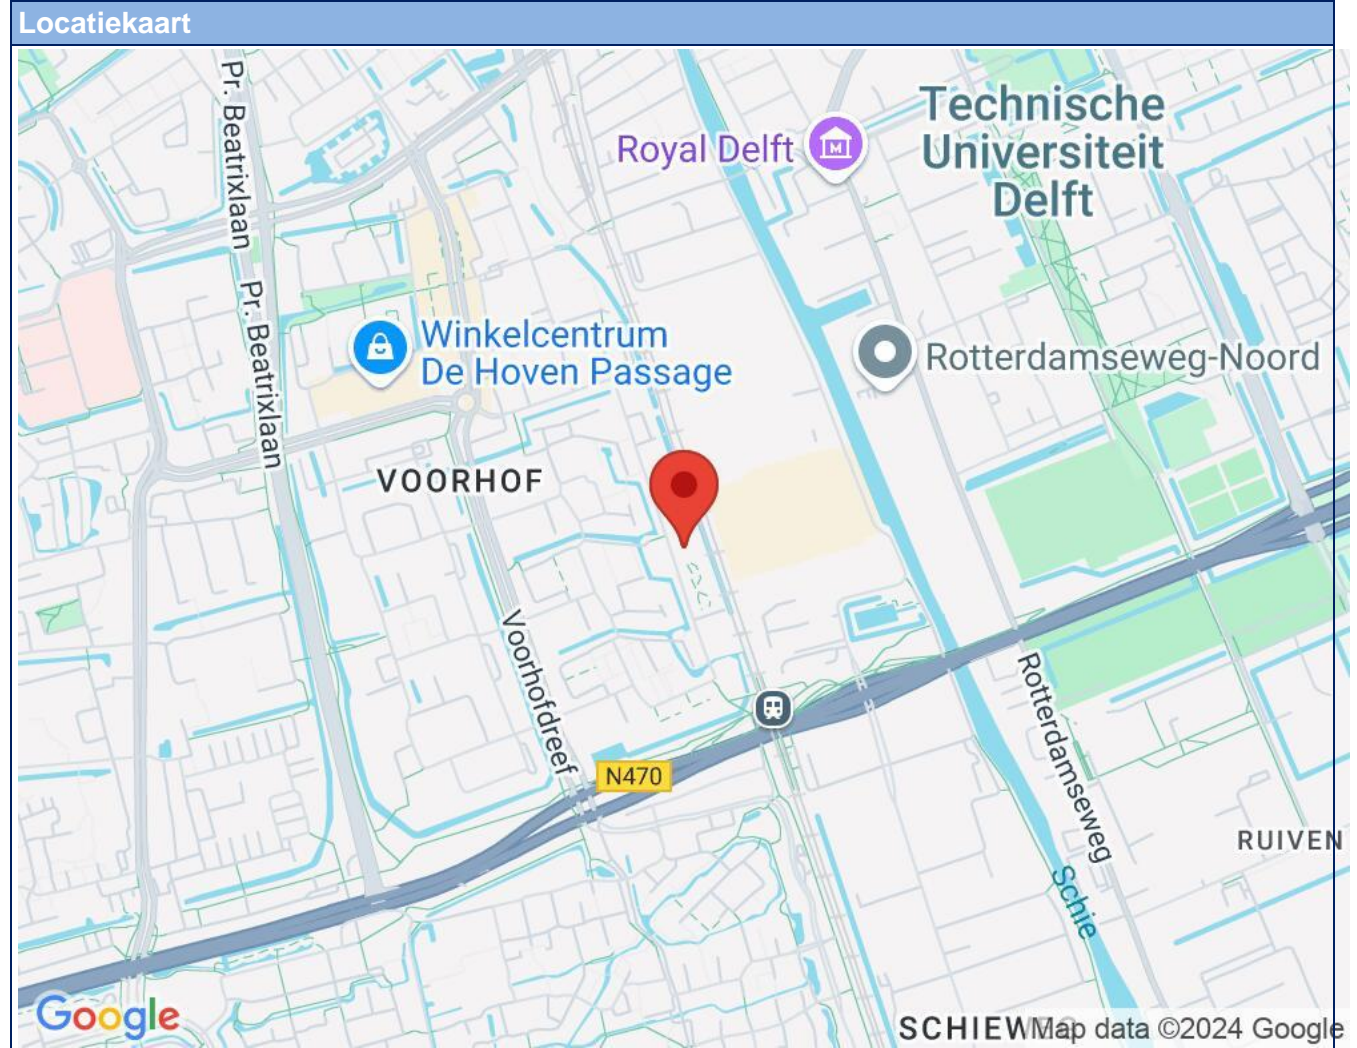 Locatiekaart
Pr. Beatrixlaan
Royal Delft
M
Technische
Universiteit
Delft
Pr. Beatrixlaan
Winkelcentrum
De Hoven Passage
Rotterdamseweg-Noord
VOORHOF
Voorhofdreef
N470
Rotterdamseweg
RUIVEN
Schie
Google
SCHIEW
Map data ©2024 Google